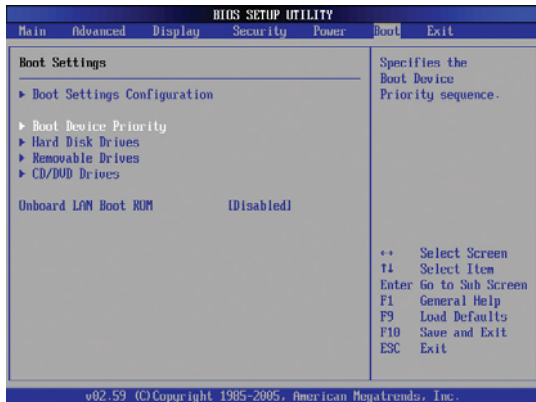 BIOS SETUP UTILITY
Main Advanced Display Security Power Boot Exit
Boot Settings
▶ Boot Settings Configuration
▶ Boot Device Priority
▶ Hard Disk Drives
▶ Removable Drives
▶ CD/DVD Drives
Onboard LAN Boot ROM [Disabled]
Specifies the
Boot Device
Priority sequence.
↔ Select Screen
↑↓ Select Item
Enter Go to Sub Screen
F1 General Help
F9 Load Defaults
F10 Save and Exit
ESC Exit
v02.59 (C)Copyright 1985-2005, American Megatrends, Inc.